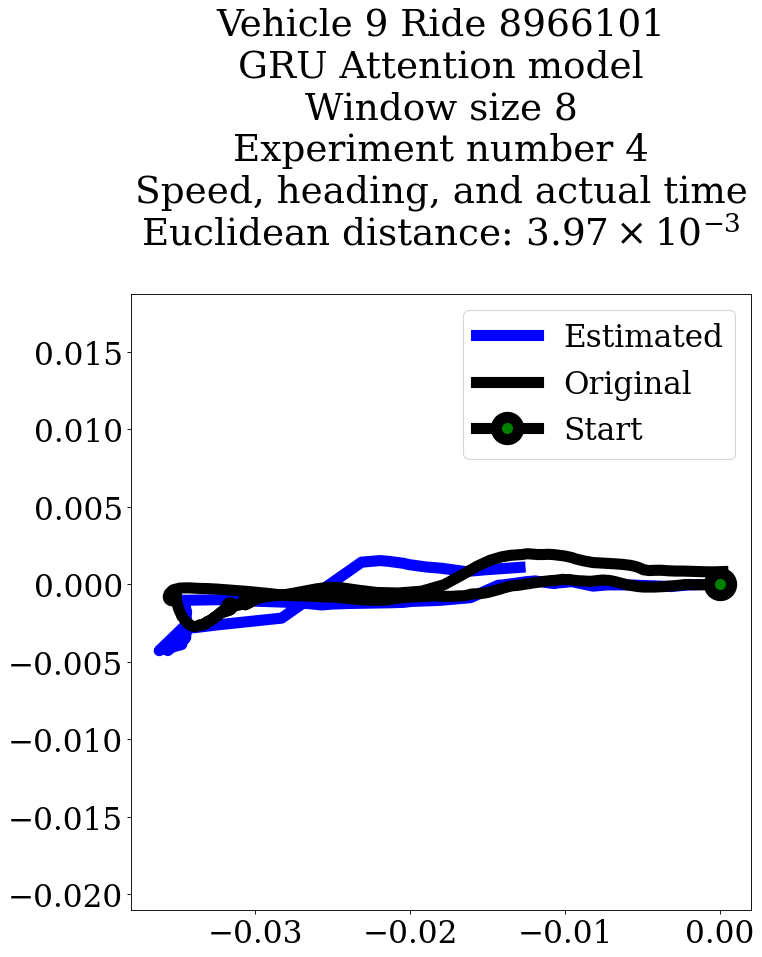 Vehicle 9 Ride 8966101
GRU Attention model
Window size 8
Experiment number 4
Speed, heading, and actual time
Euclidean distance: 3.97 × 10⁻³
Estimated
Original
Start
0.015
0.010
0.005
0.000
−0.005
−0.010
−0.015
−0.020
−0.03 −0.02 −0.01 0.00